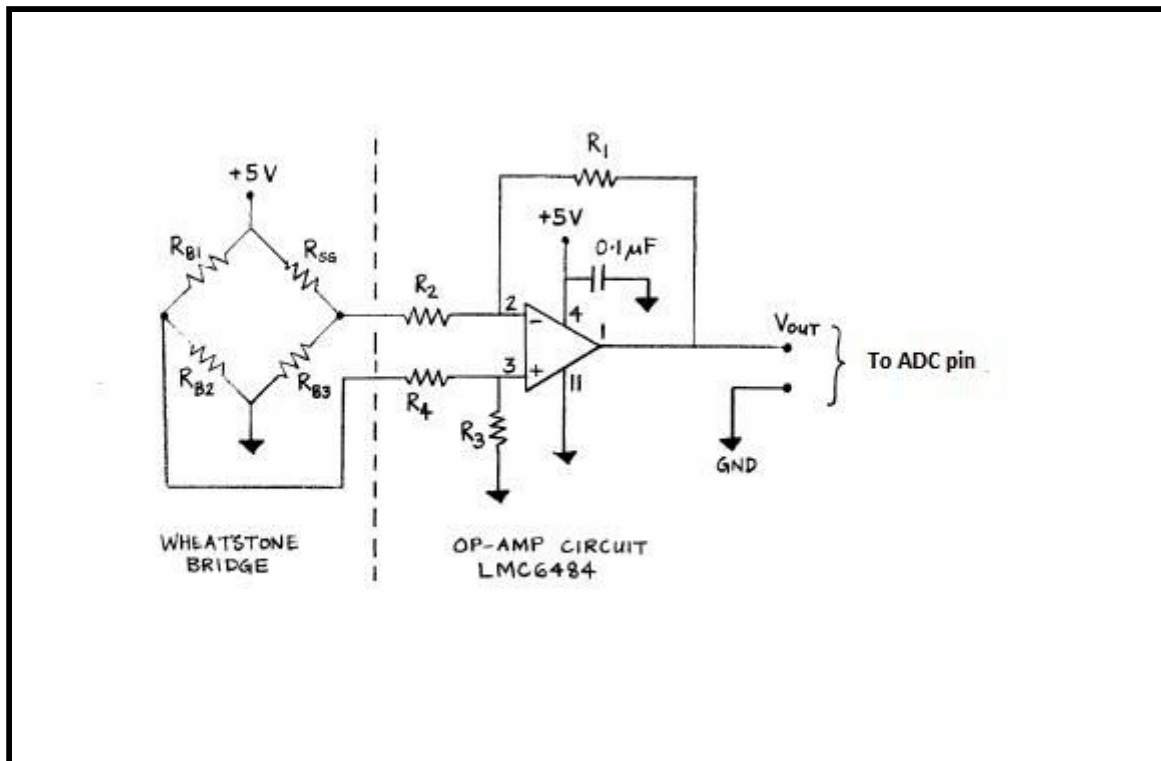 R1
+5V
+5V
0.1µF
RB1
RSG
R2
2
-
4
1
VOUT
To ADC pin
3
+
11
RB2
RB3
R4
R3
GND
WHEATSTONE
BRIDGE
OP-AMP CIRCUIT
LMC6484